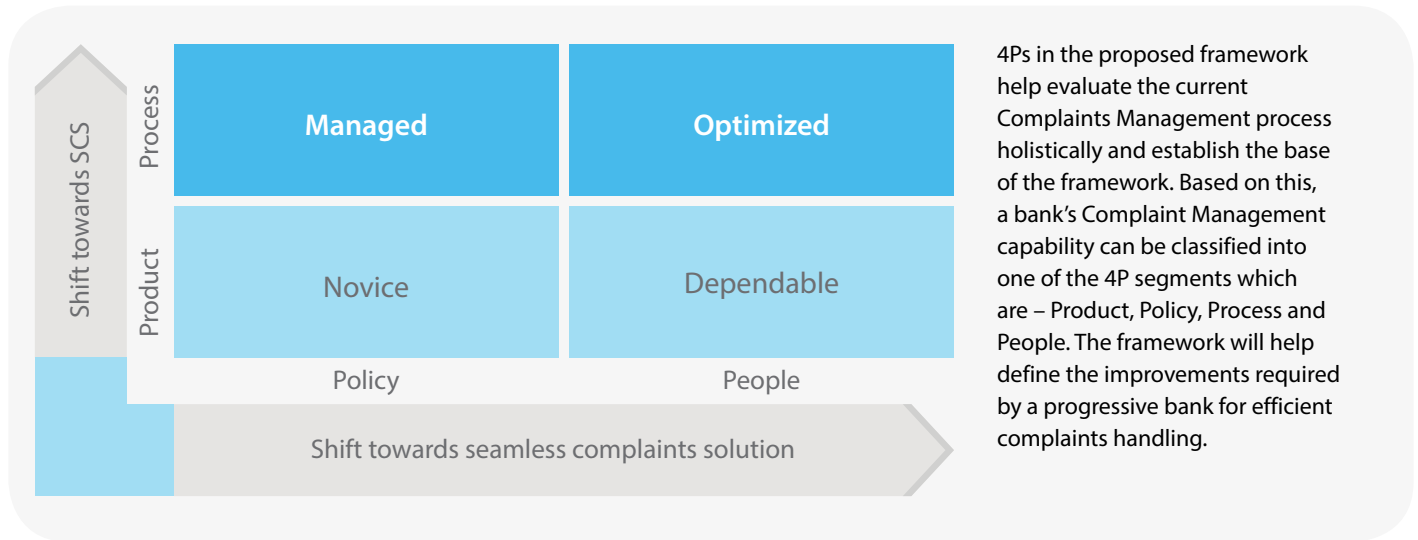 Shift towards SCS
Process
Product
Managed
Optimized
Novice
Dependable
Policy
People
Shift towards seamless complaints solution
4Ps in the proposed framework
help evaluate the current
Complaints Management process
holistically and establish the base
of the framework. Based on this,
a bank’s Complaint Management
capability can be classified into
one of the 4P segments which
are – Product, Policy, Process and
People. The framework will help
define the improvements required
by a progressive bank for efficient
complaints handling.